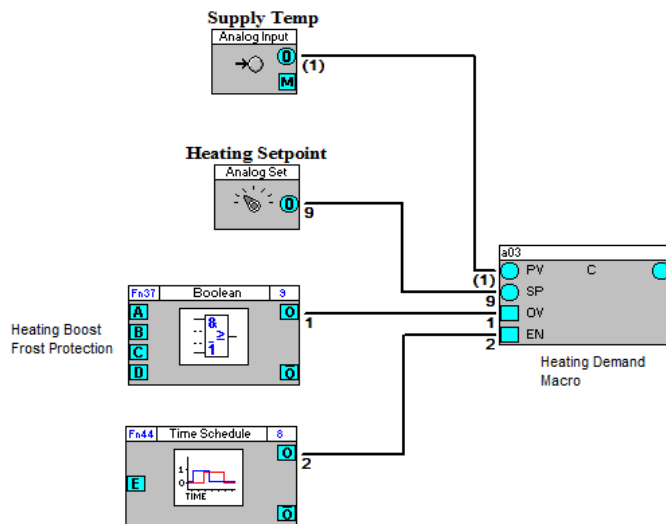 Supply Temp
Analog Input
O
(1)
M
Heating Setpoint
Analog Set
O
9
a03
PV C
(1)
SP
9
OV
1
EN
2
Heating Demand
Macro
Fn37 Boolean 9
A
O
1
B
C
D
O
&
≥
1
Heating Boost
Frost Protection
Fn44 Time Schedule 8
O
2
E
1
0
TIME
O